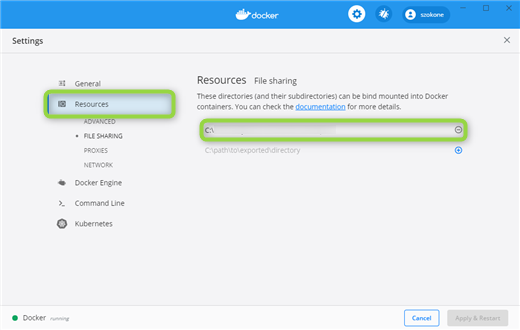 docker
szokone
Settings
General
Resources
ADVANCED
FILE SHARING
PROXIES
NETWORK
Docker Engine
Command Line
Kubernetes
Resources File sharing
These directories (and their subdirectories) can be bind mounted into Docker
containers. You can check the documentation for more details.
C:\
C:\path\to\exported\directory
Docker running
Cancel
Apply & Restart